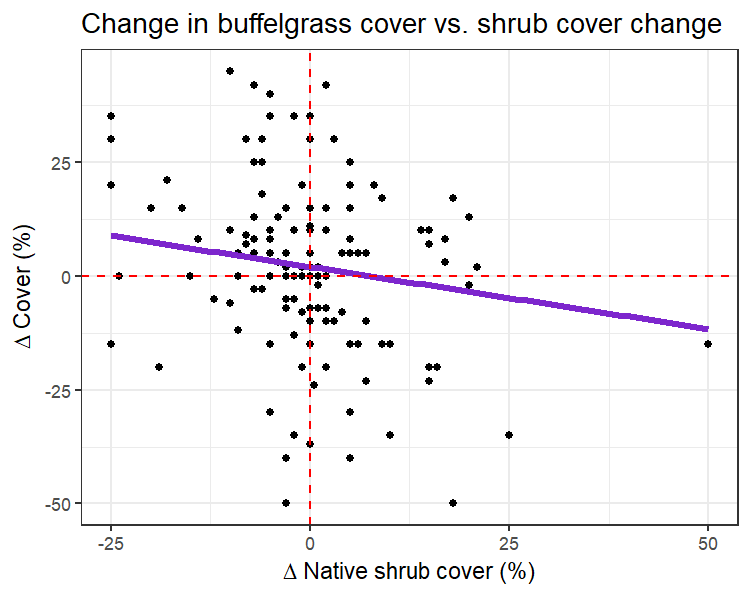 Change in buffelgrass cover vs. shrub cover change
Δ Cover (%)
25
0
-25
-50
-25 0 25 50
Δ Native shrub cover (%)